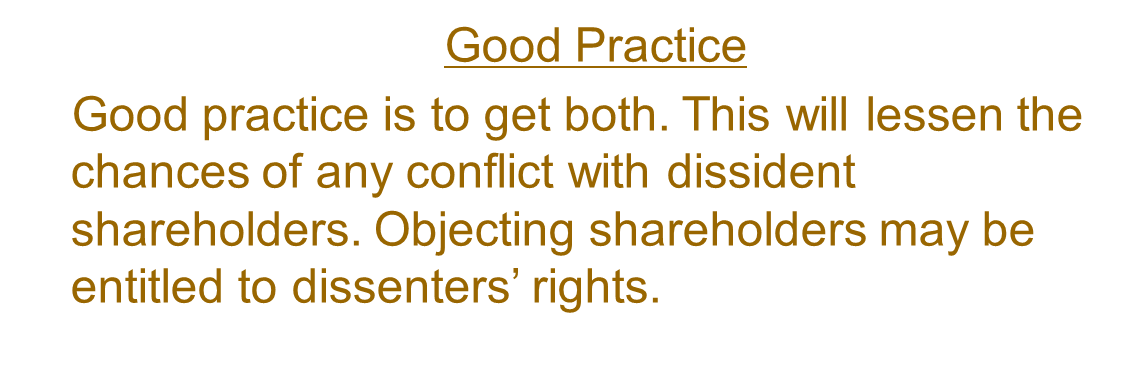 Good Practice
Good practice is to get both. This will lessen the
chances of any conflict with dissident
shareholders. Objecting shareholders may be
entitled to dissenters’ rights.